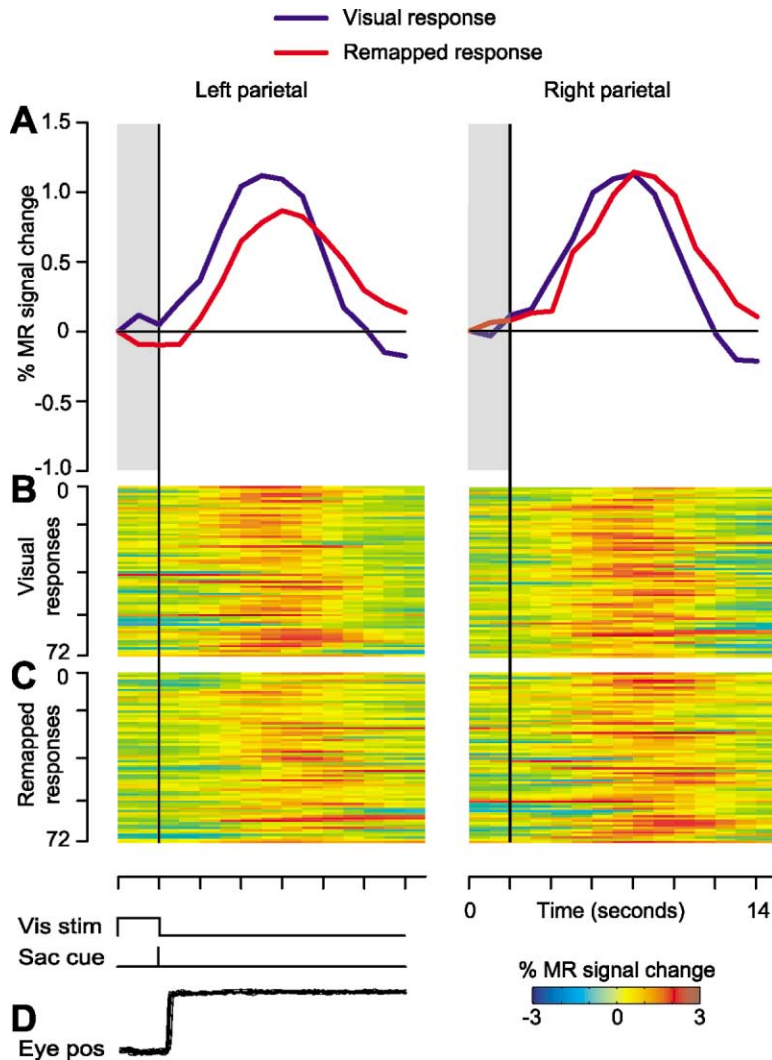 Visual response
Remapped response
Left parietal
Right parietal
A
% MR signal change
1.5
1.0
0.5
0
-0.5
-1.0
B
Visual
responses
0
72
C
Remapped
responses
0
72
0
Time (seconds)
14
Vis stim
Sac cue
% MR signal change
-3
0
3
D
Eye pos